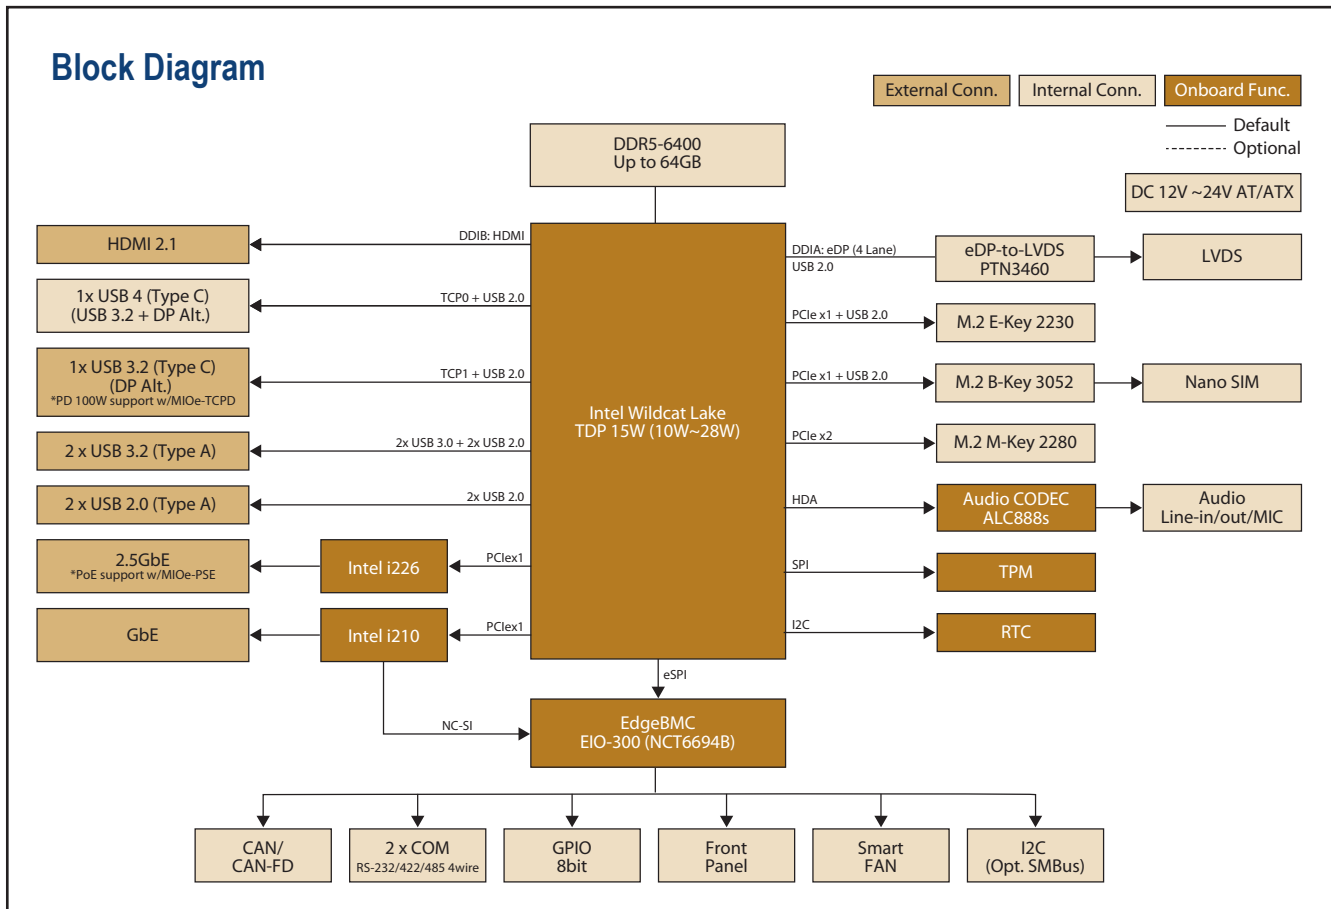 Block Diagram
External Conn.
Internal Conn.
Onboard Func.
Default
Optional
DC 12V ~24V AT/ATX
DDR5-6400
Up to 64GB
HDMI 2.1
DDIB: HDMI
1x USB 4 (Type C)
(USB 3.2 + DP Alt.)
TCP0 + USB 2.0
1x USB 3.2 (Type C)
(DP Alt.)
*PD 100W support w/MIOe-TCPD
TCP1 + USB 2.0
2 x USB 3.2 (Type A)
2x USB 3.0 + 2x USB 2.0
2 x USB 2.0 (Type A)
2x USB 2.0
2.5GbE
*PoE support w/MIOe-PSE
Intel i226
PCIex1
GbE
Intel i210
PCIex1
Intel Wildcat Lake
TDP 15W (10W~28W)
DDIA: eDP (4 Lane)
USB 2.0
eDP-to-LVDS
PTN3460
LVDS
PCIe x1 + USB 2.0
M.2 E-Key 2230
PCIe x1 + USB 2.0
M.2 B-Key 3052
Nano SIM
PCIe x2
M.2 M-Key 2280
HDA
Audio CODEC
ALC888s
Audio
Line-in/out/MIC
SPI
TPM
I2C
RTC
eSPI
NC-SI
EdgeBMC
EIO-300 (NCT6694B)
CAN/
CAN-FD
2 x COM
RS-232/422/485 4wire
GPIO
8bit
Front
Panel
Smart
FAN
I2C
(Opt. SMBus)